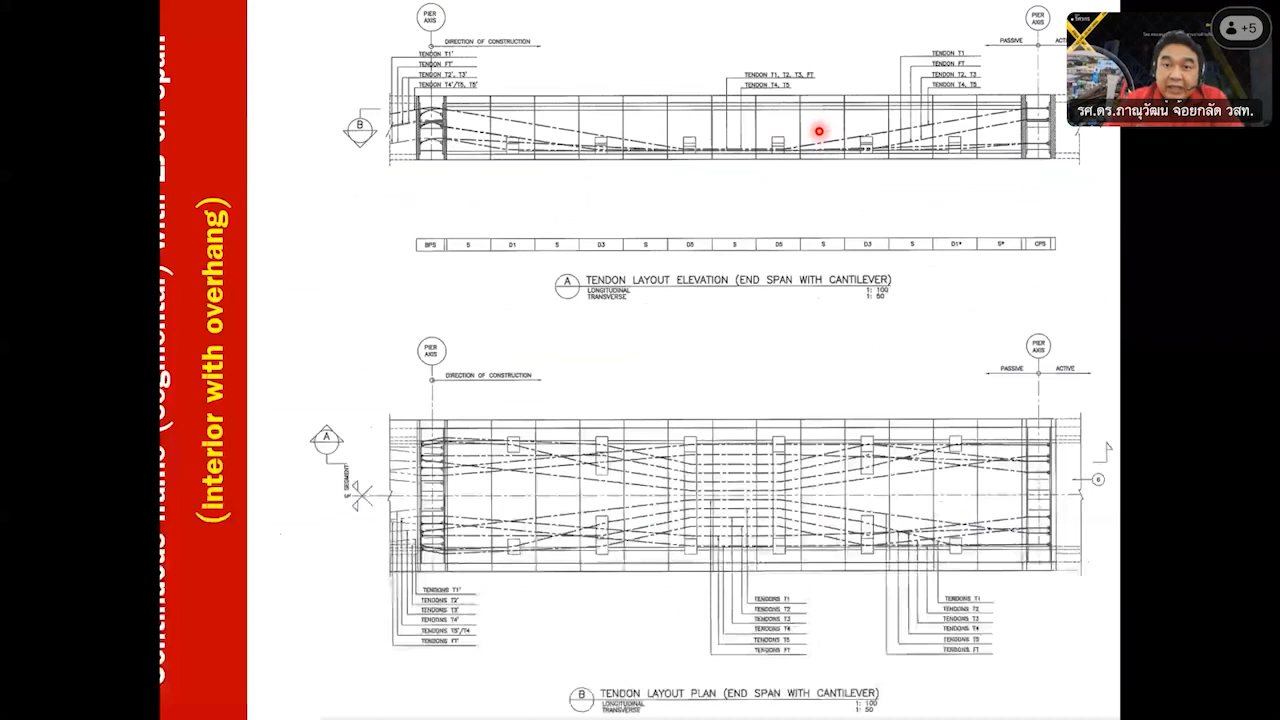 (Interior with overhang)
PIER
AXIS
DIRECTION OF CONSTRUCTION
TENDON T1'
TENDON FT'
TENDON T2', T3'
TENDON T4'/T5, T5'
TENDON T1, T2, T3, FT
TENDON T4, T5
TENDON T1
TENDON FT
TENDON T2, T3
TENDON T4, T5
PIER
AXIS
PASSIVE
+5
รศ.ดร.ภาณุวัฒน์ จ้อยกลัด วสท.
B
BPS S D1 S D3 S D5 S D5 S D3 S D1* S* CPS
A TENDON LAYOUT ELEVATION (END SPAN WITH CANTILEVER)
LONGITUDINAL 1: 100
TRANSVERSE 1: 50
PIER
AXIS
DIRECTION OF CONSTRUCTION
PIER
AXIS
PASSIVE ACTIVE
A
SEGMENT
6
TENDONS T1'
TENDONS T2'
TENDONS T3'
TENDONS T4'
TENDONS T5'/T4
TENDONS FT'
TENDONS T1
TENDONS T2
TENDONS T3
TENDONS T4
TENDONS T5
TENDONS FT
TENDONS T1
TENDONS T2
TENDONS T3
TENDONS T4
TENDONS T5
TENDONS FT
B TENDON LAYOUT PLAN (END SPAN WITH CANTILEVER)
LONGITUDINAL 1: 100
TRANSVERSE 1: 50